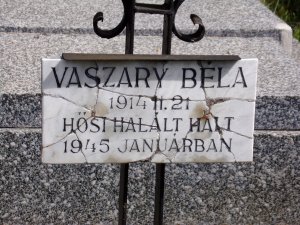 VASZARY BÉLA
1914 II. 21
HŐSI HALÁLT HALT
1945 JANUÁRBAN